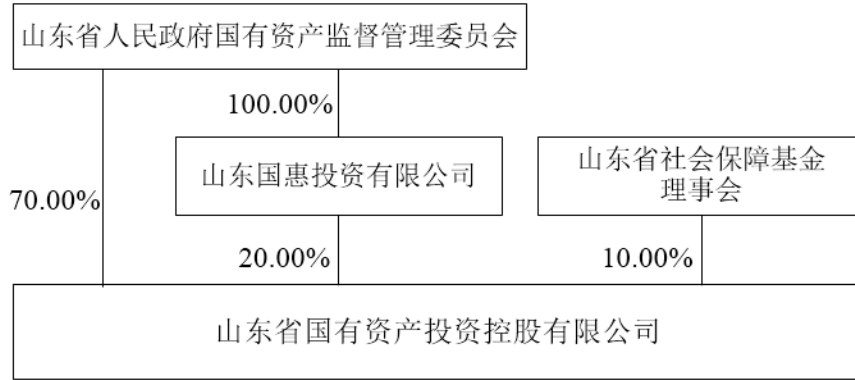 山东省人民政府国有资产监督管理委员会
100.00%
山东国惠投资有限公司
山东省社会保障基金
理事会
70.00%
20.00%
10.00%
山东省国有资产投资控股有限公司